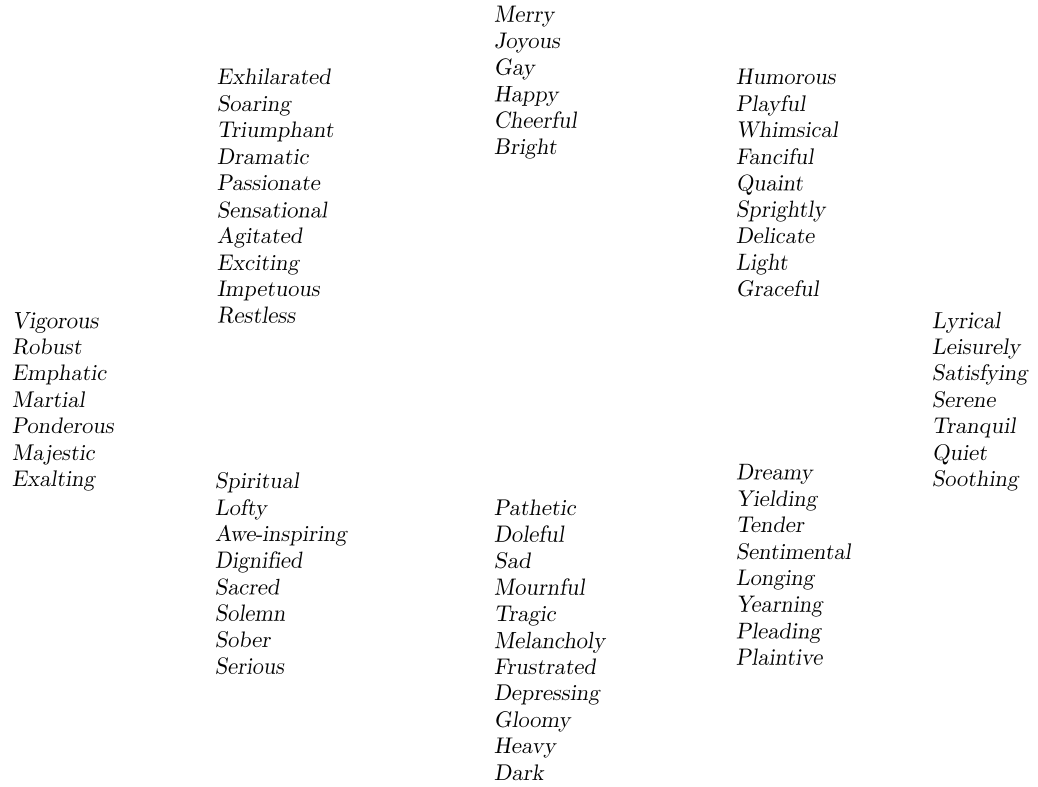 Merry
Joyous
Gay
Happy
Cheerful
Bright
Exhilarated
Soaring
Triumphant
Dramatic
Passionate
Sensational
Agitated
Exciting
Impetuous
Restless
Humorous
Playful
Whimsical
Fanciful
Quaint
Sprightly
Delicate
Light
Graceful
Vigorous
Robust
Emphatic
Martial
Ponderous
Majestic
Exalting
Lyrical
Leisurely
Satisfying
Serene
Tranquil
Quiet
Soothing
Spiritual
Lofty
Awe-inspiring
Dignified
Sacred
Solemn
Sober
Serious
Pathetic
Doleful
Sad
Mournful
Tragic
Melancholy
Frustrated
Depressing
Gloomy
Heavy
Dark
Dreamy
Yielding
Tender
Sentimental
Longing
Yearning
Pleading
Plaintive